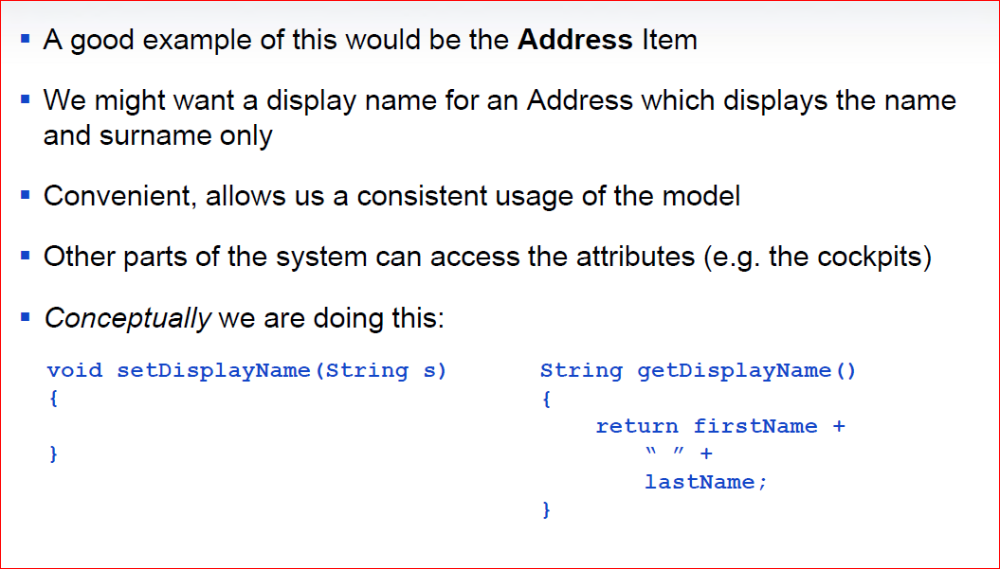 ▪ A good example of this would be the Address Item
▪ We might want a display name for an Address which displays the name
and surname only
▪ Convenient, allows us a consistent usage of the model
▪ Other parts of the system can access the attributes (e.g. the cockpits)
▪ Conceptually we are doing this:
void setDisplayName(String s)
{
}
String getDisplayName()
{
return firstName +
“ ” +
lastName;
}